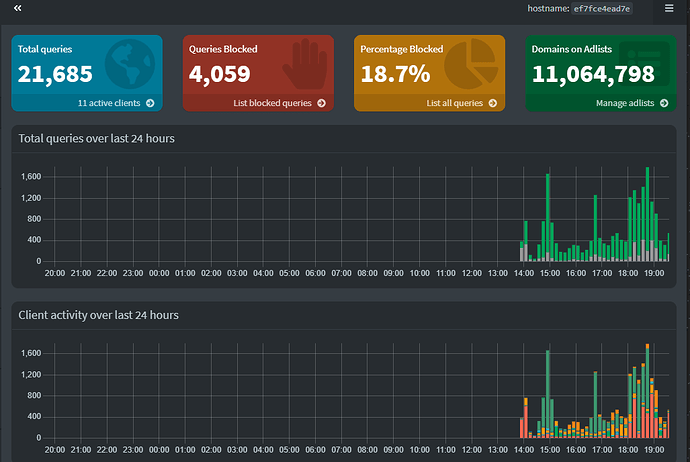 hostname: ef7fce4ead7e
Total queries
21,685
11 active clients
Queries Blocked
4,059
List blocked queries
Percentage Blocked
18.7%
List all queries
Domains on Adlists
11,064,798
Manage adlists
Total queries over last 24 hours
1,600
1,200
800
400
0
20:00 21:00 22:00 23:00 00:00 01:00 02:00 03:00 04:00 05:00 06:00 07:00 08:00 09:00 10:00 11:00 12:00 13:00 14:00 15:00 16:00 17:00 18:00 19:00
Client activity over last 24 hours
1,600
1,200
800
400
0
20:00 21:00 22:00 23:00 00:00 01:00 02:00 03:00 04:00 05:00 06:00 07:00 08:00 09:00 10:00 11:00 12:00 13:00 14:00 15:00 16:00 17:00 18:00 19:00